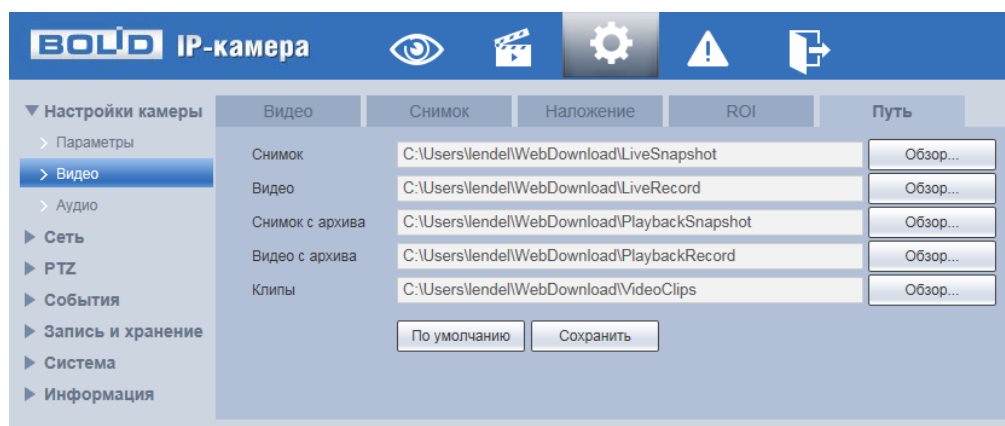 BOLID IP-камера
Настройки камеры
Параметры
Видео
Аудио
Сеть
PTZ
События
Запись и хранение
Система
Информация
Видео Снимок Наложение ROI Путь
Снимок C:\Users\lendel\WebDownload\LiveSnapshot Обзор...
Видео C:\Users\lendel\WebDownload\LiveRecord Обзор...
Снимок с архива C:\Users\lendel\WebDownload\PlaybackSnapshot Обзор...
Видео с архива C:\Users\lendel\WebDownload\PlaybackRecord Обзор...
Клипы C:\Users\lendel\WebDownload\VideoClips Обзор...
По умолчанию Сохранить